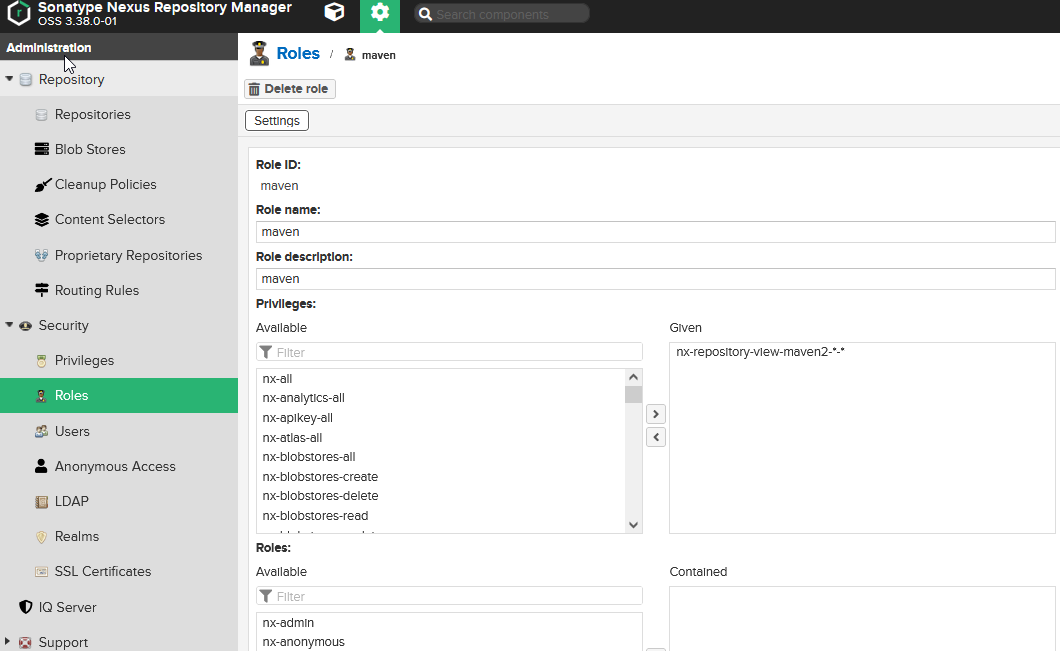 Sonatype Nexus Repository Manager
OSS 3.38.0-01
Search components
Administration
Repository
Repositories
Blob Stores
Cleanup Policies
Content Selectors
Proprietary Repositories
Routing Rules
Security
Privileges
Roles
Users
Anonymous Access
LDAP
Realms
SSL Certificates
IQ Server
Support
Roles / maven
Delete role
Settings
Role ID:
maven
Role name:
maven
Role description:
maven
Privileges:
Available
Filter
nx-all
nx-analytics-all
nx-apikey-all
nx-atlas-all
nx-blobstores-all
nx-blobstores-create
nx-blobstores-delete
nx-blobstores-read
Given
nx-repository-view-maven2-*-*
Roles:
Available
Filter
nx-admin
nx-anonymous
Contained